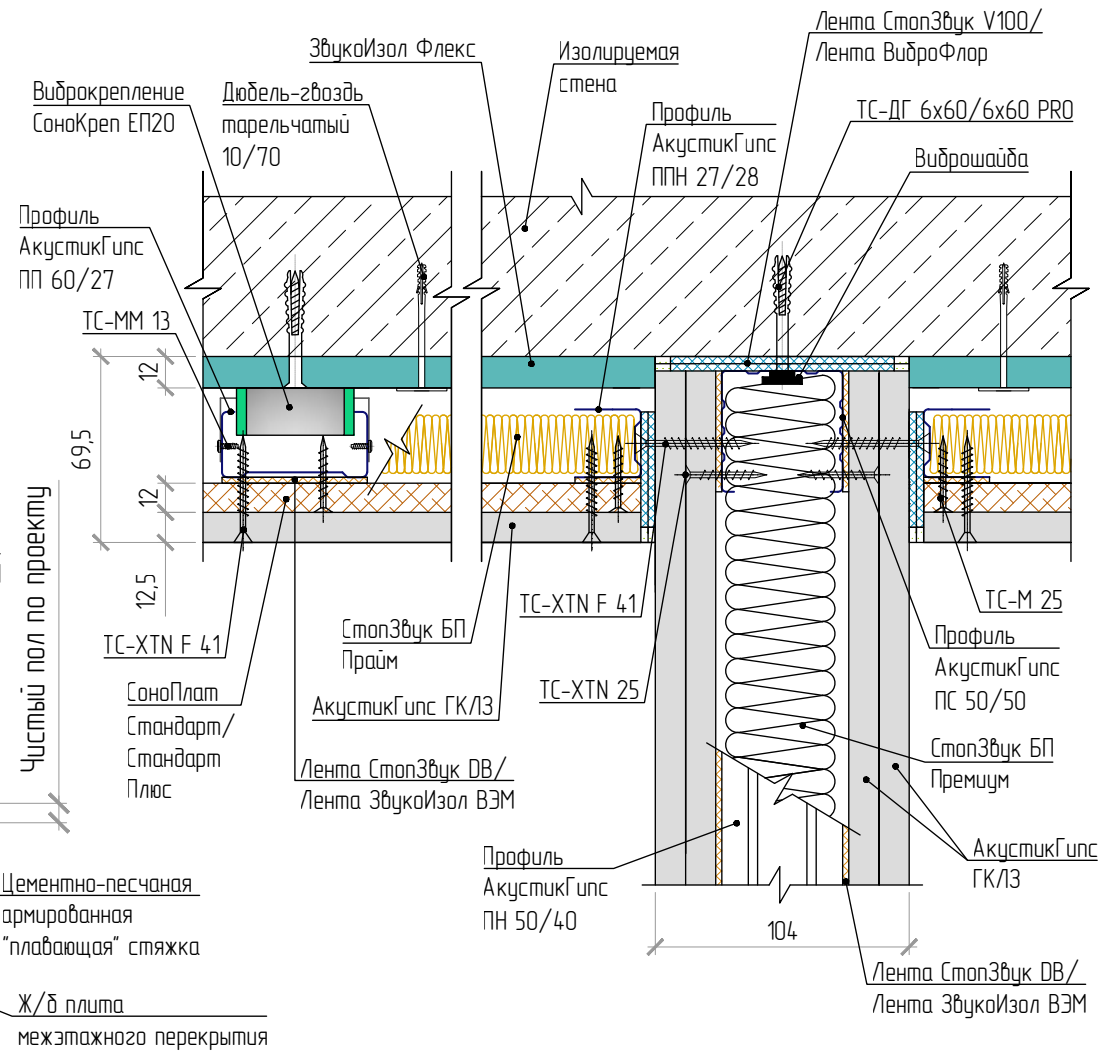 Лента СтопЗвук V100/
Лента ВиброФлор
ЗвукоИзол Флекс
Изолируемая
стена
Виброкрепление
СоноКреп ЕП20
Дюбель-гвоздь
тарельчатый
10/70
Профиль
АкустикГипс
ППН 27/28
ТС-ДГ 6х60/6х60 PRO
Виброшайба
Профиль
АкустикГипс
ПП 60/27
ТС-ММ 13
12
69,5
12
12,5
Чистый пол по проекту
ТС-XTN F 41
СоноПлат
Стандарт/
Стандарт
Плюс
СтопЗвук БП
Прайм
АкустикГипс ГКЛЗ
Лента СтопЗвук DB/
Лента ЗвукоИзол ВЭМ
ТС-XTN F 41
ТС-XTN 25
ТС-М 25
Профиль
АкустикГипс
ПС 50/50
СтопЗвук БП
Премиум
АкустикГипс
ГКЛЗ
Профиль
АкустикГипс
ПН 50/40
104
Лента СтопЗвук DB/
Лента ЗвукоИзол ВЭМ
Цементно-песчаная
армированная
"плавающая" стяжка
Ж/б плита
межэтажного перекрытия